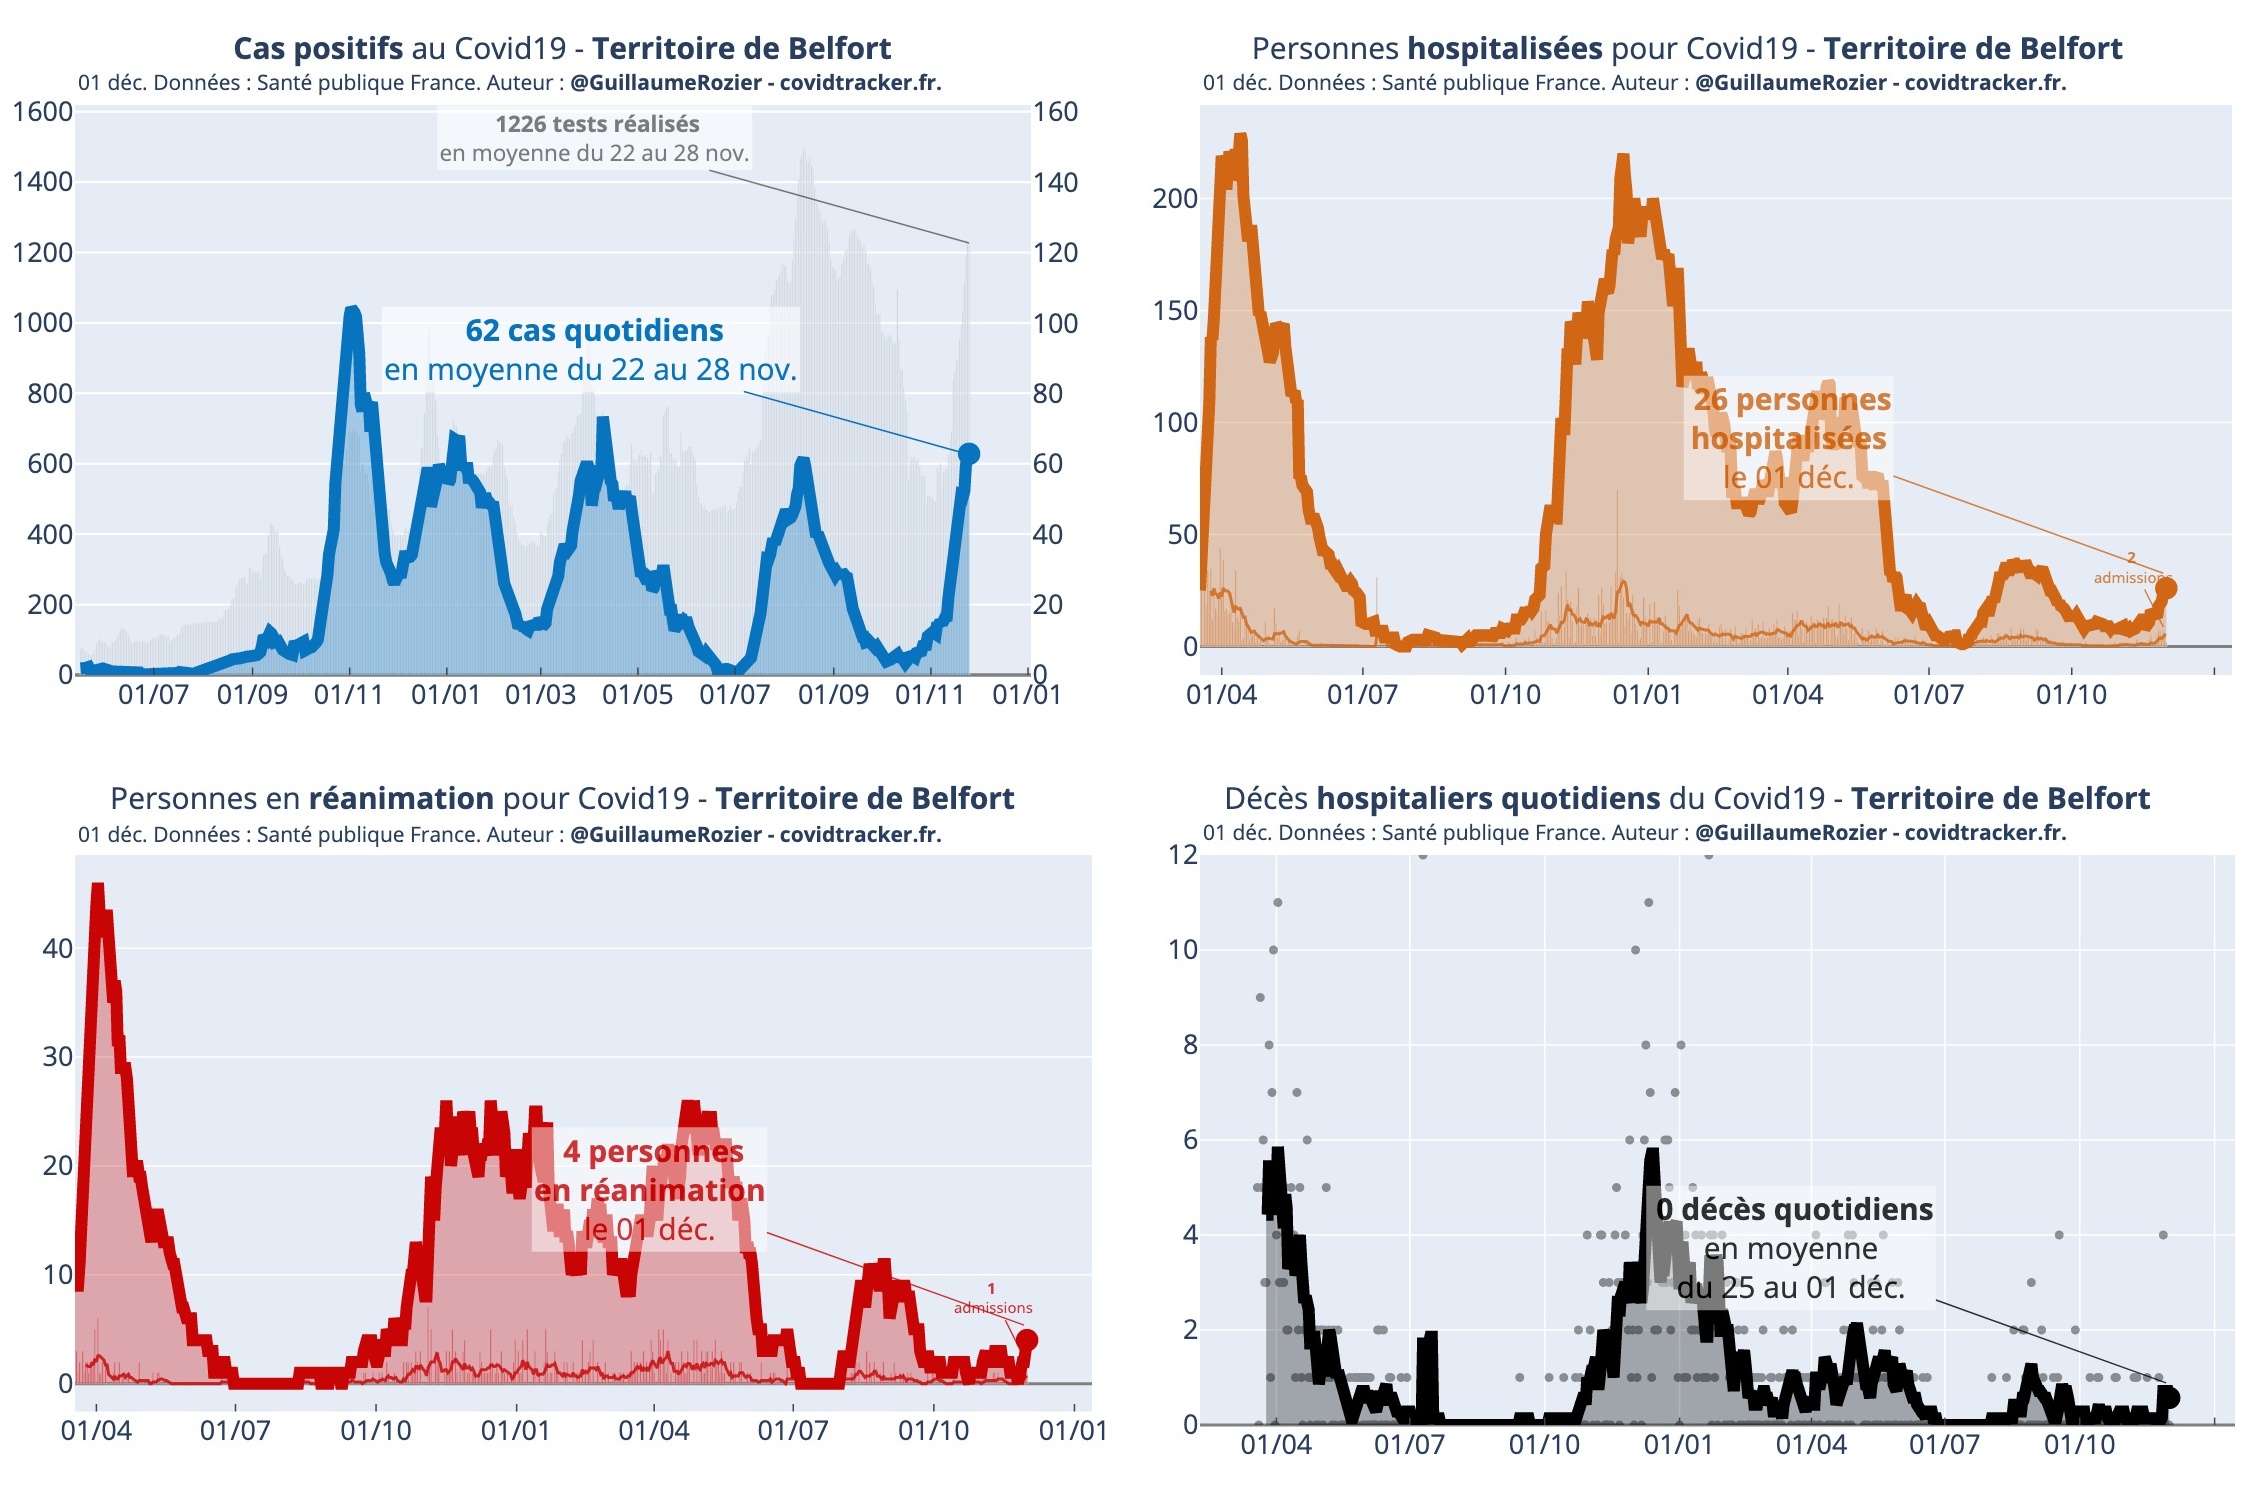 Cas positifs au Covid19 - Territoire de Belfort
01 déc. Données : Santé publique France. Auteur : @GuillaumeRozier - covidtracker.fr.
1600
1400
1200
1000
800
600
400
200
0
160
140
120
100
80
60
40
20
0
1226 tests réalisés
en moyenne du 22 au 28 nov.
62 cas quotidiens
en moyenne du 22 au 28 nov.
01/07 01/09 01/11 01/01 01/03 01/05 01/07 01/09 01/11 01/01
Personnes hospitalisées pour Covid19 - Territoire de Belfort
01 déc. Données : Santé publique France. Auteur : @GuillaumeRozier - covidtracker.fr.
200
150
100
50
0
26 personnes
hospitalisées
le 01 déc.
2
admissions
01/04 01/07 01/10 01/01 01/04 01/07 01/10
Personnes en réanimation pour Covid19 - Territoire de Belfort
01 déc. Données : Santé publique France. Auteur : @GuillaumeRozier - covidtracker.fr.
40
30
20
10
0
4 personnes
en réanimation
le 01 déc.
1
admissions
01/04 01/07 01/10 01/01 01/04 01/07 01/10 01/01
Décès hospitaliers quotidiens du Covid19 - Territoire de Belfort
01 déc. Données : Santé publique France. Auteur : @GuillaumeRozier - covidtracker.fr.
12
10
8
6
4
2
0
0 décès quotidiens
en moyenne
du 25 au 01 déc.
01/04 01/07 01/10 01/01 01/04 01/07 01/10